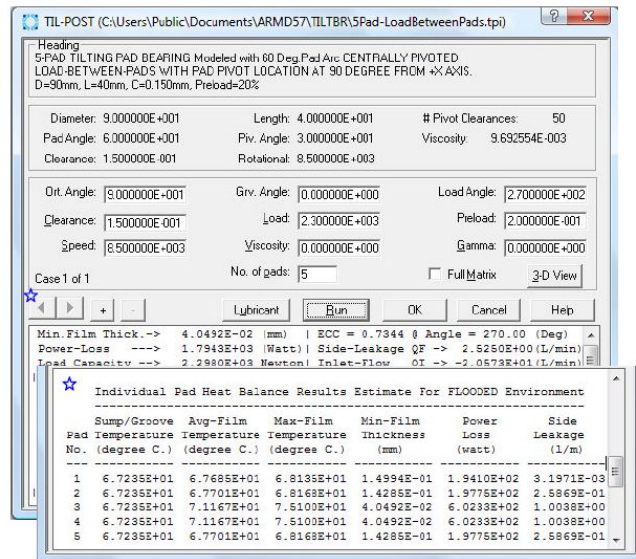 TIL-POST (C:\Users\Public\Documents\ARMD57\TILTBR\5Pad-LoadBetweenPads.tpi)
Heading
5-PAD TILTING PAD BEARING Modeled with 60 Deg.Pad Arc CENTRALLY PIVOTED
LOAD-BETWEEN-PADS WITH PAD PIVOT LOCATION AT 90 DEGREE FROM +X AXIS.
D=90mm, L=40mm, C=0.150mm, Preload=20%
Diameter: 9.000000E+001 Length: 4.000000E+001 # Pivot Clearances: 50
Pad Angle: 6.000000E+001 Piv. Angle: 3.000000E+001 Viscosity: 9.692554E-003
Clearance: 1.500000E-001 Rotational: 8.500000E+003
Ort. Angle: 9.000000E+001 Grv. Angle: 0.000000E+000 Load Angle: 2.700000E+002
Clearance: 1.500000E-001 Load: 2.300000E+003 Preload: 2.000000E-001
Speed: 8.500000E+003 Viscosity: 0.000000E+000 Gamma: 0.000000E+000
Case 1 of 1 No. of pads: 5 Full Matrix 3-D View
+ - Lubricant Run OK Cancel Help
Min.Film Thick.-> 4.0492E-02 (mm) | ECC = 0.7344 @ Angle = 270.00 (Deg)
Power-Loss ---> 1.7943E+03 (Watt)| Side-Leakage QF -> 2.5250E+00(L/min)
Load Capacity --> 2.2980E+03 Newton| Inlet-Flow QI -> -2.0573E+01(L/min)
Individual Pad Heat Balance Results Estimate For FLOODED Environment
Sump/Groove Avg-Film Max-Film Min-Film Power Side
Pad Temperature Temperature Temperature Thickness Loss Leakage
No. (degree C.) (degree C.) (degree C.) (mm) (watt) (l/m)
1 6.7235E+01 6.7685E+01 6.8135E+01 1.4994E-01 1.9410E+02 3.1971E-03
2 6.7235E+01 6.7701E+01 6.8168E+01 1.4285E-01 1.9775E+02 2.5869E-01
3 6.7235E+01 7.1167E+01 7.5100E+01 4.0492E-02 6.0233E+02 1.0038E+00
4 6.7235E+01 7.1167E+01 7.5100E+01 4.0492E-02 6.0233E+02 1.0038E+00
5 6.7235E+01 6.7701E+01 6.8168E+01 1.4285E-01 1.9775E+02 2.5869E-01